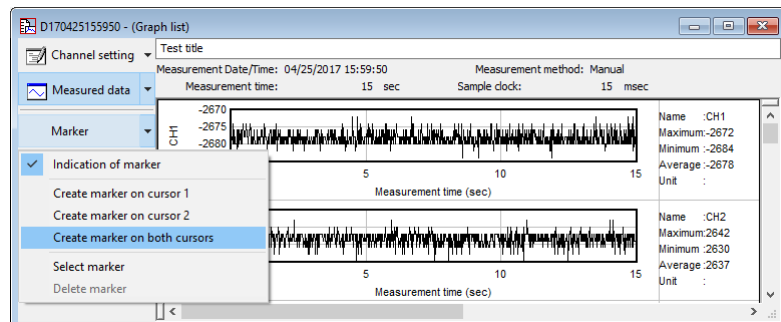 D170425155950 - (Graph list)
Channel setting
Test title
Measurement Date/Time: 04/25/2017 15:59:50 Measurement method: Manual
Measured data
Measurement time: 15 sec Sample clock: 15 msec
Marker
-2670
-2675
-2680
CH1
Name :CH1
Maximum:-2672
Minimum :-2684
Average :-2678
Unit :
5 10 15
Measurement time (sec)
Indication of marker
Create marker on cursor 1
Create marker on cursor 2
Create marker on both cursors
Select marker
Delete marker
Name :CH2
Maximum:2642
Minimum :2630
Average :2637
Unit :
5 10 15
Measurement time (sec)